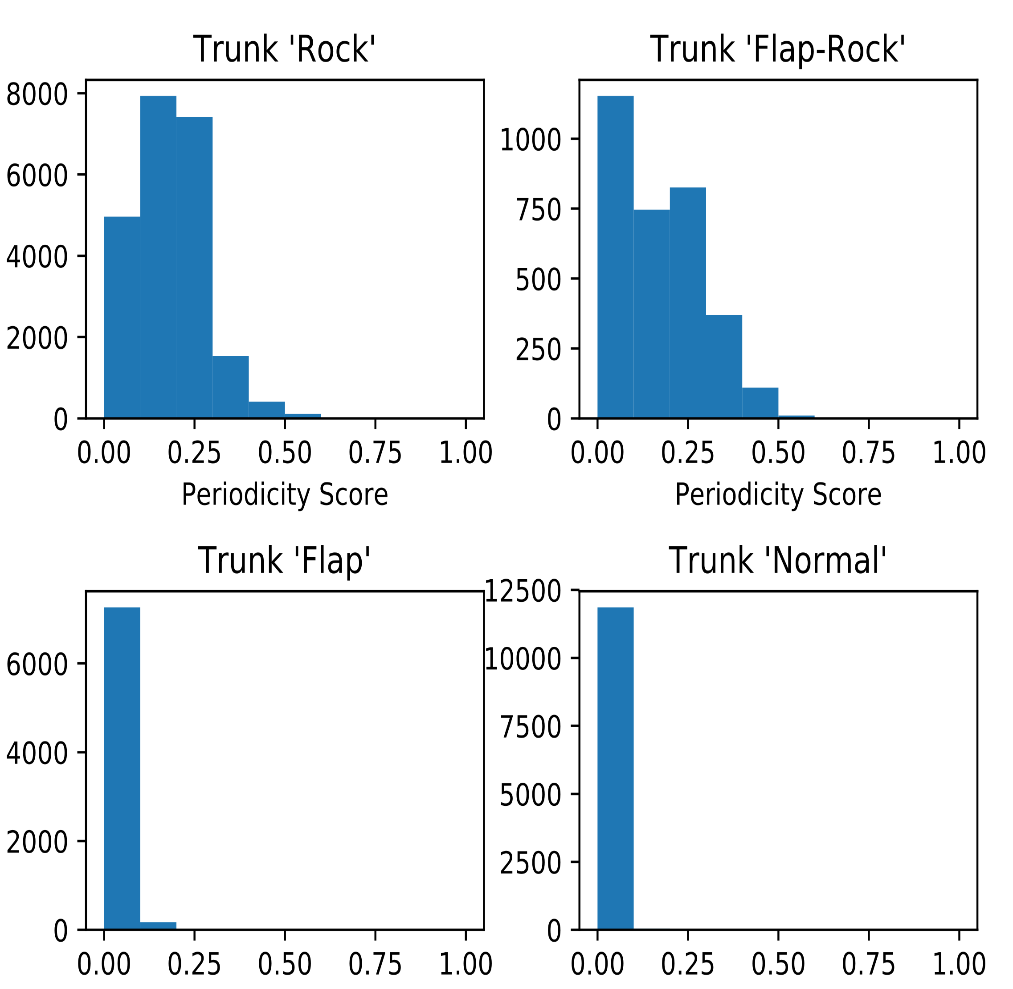 Trunk 'Rock'
8000
6000
4000
2000
0
0.00 0.25 0.50 0.75 1.00
Periodicity Score
Trunk 'Flap-Rock'
1000
750
500
250
0
0.00 0.25 0.50 0.75 1.00
Periodicity Score
Trunk 'Flap'
6000
4000
2000
0
0.00 0.25 0.50 0.75 1.00
Trunk 'Normal'
12500
10000
7500
5000
2500
0
0.00 0.25 0.50 0.75 1.00